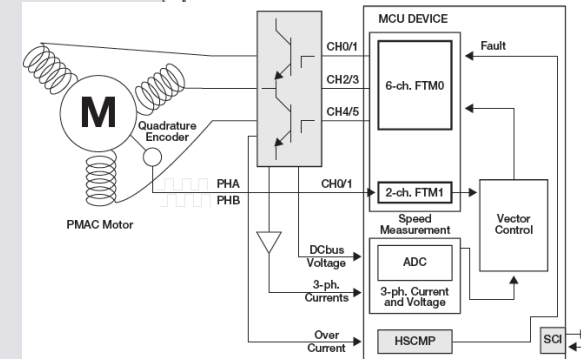 MCU DEVICE
CH0/1
CH2/3
CH4/5
6-ch. FTM0
Fault
M
Quadrature
Encoder
PMAC Motor
PHA
PHB
CH0/1
2-ch. FTM1
Speed
Measurement
Vector
Control
DCbus
Voltage
3-ph.
Currents
ADC
3-ph. Current
and Voltage
Over
Current
HSCMP
SCI